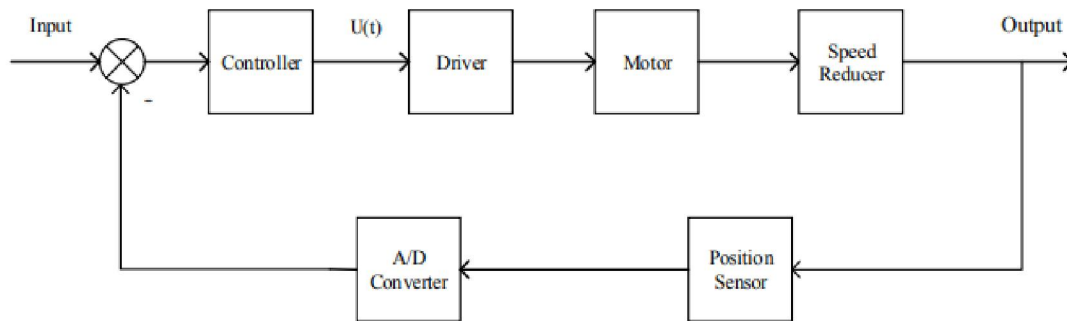 Input
U(t)
Output
Controller
Driver
Motor
Speed
Reducer
-
A/D
Converter
Position
Sensor